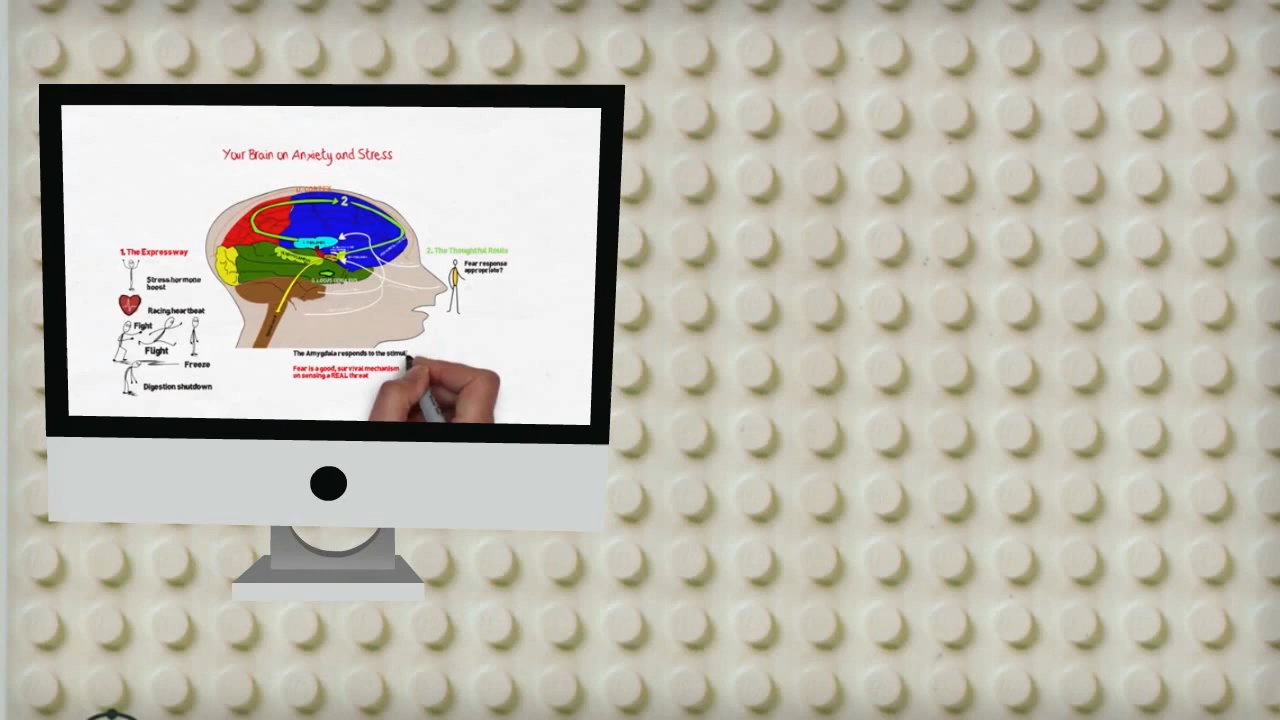 Your Brain on Anxiety and Stress
2
1. The Expressway
2. The Thoughtful Route
Fear response
appropriate?
Stress hormone
boost
Racing heartbeat
Fight
Flight
Freeze
Digestion shutdown
The Amygdala responds to the stimul
Fear is a good, survival mechanism
on sensing a REAL threat